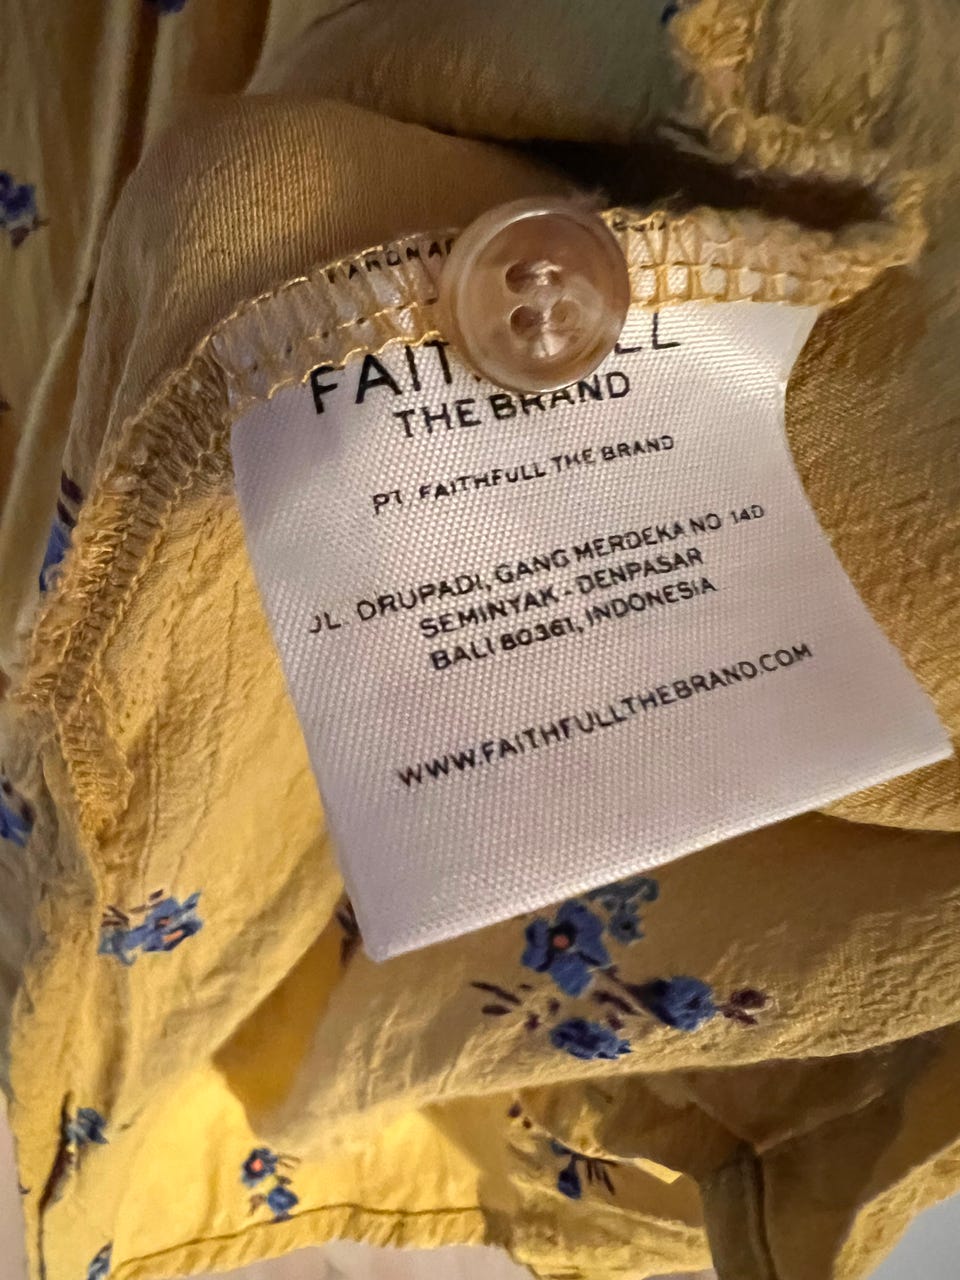 THE BRAND
PT. FAITHFULL THE BRAND
JL. DRUPADI, GANG MERDEKA NO 14D
SEMINYAK - DENPASAR
BALI 80361, INDONESIA
WWW.FAITHFULLTHEBRAND.COM